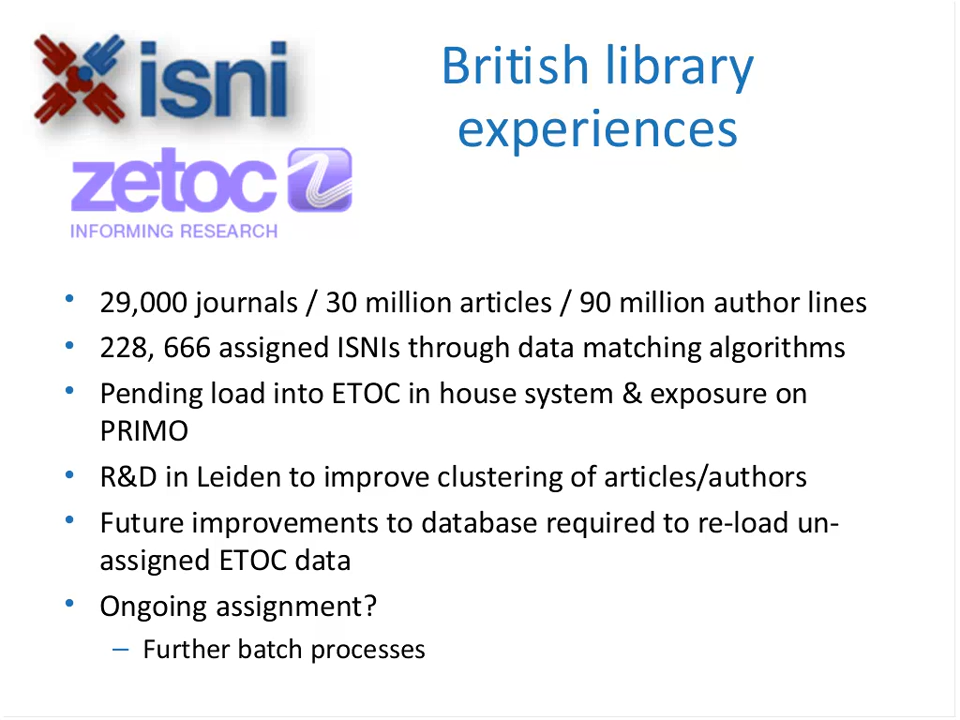 isni
British library
experiences
zetoc
INFORMING RESEARCH
• 29,000 journals / 30 million articles / 90 million author lines
• 228, 666 assigned ISNIs through data matching algorithms
• Pending load into ETOC in house system & exposure on
PRIMO
• R&D in Leiden to improve clustering of articles/authors
• Future improvements to database required to re-load un-
assigned ETOC data
• Ongoing assignment?
– Further batch processes